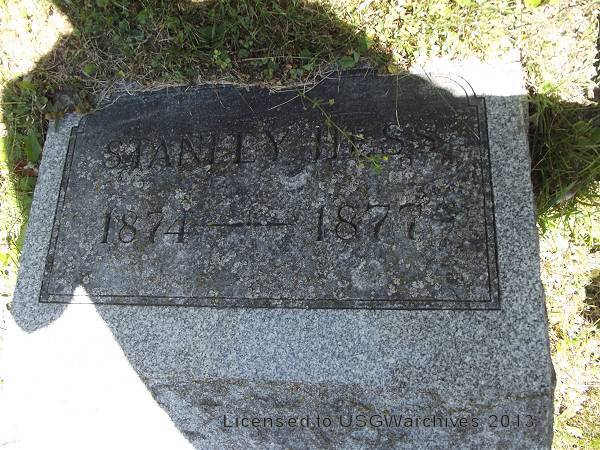 STANLEY HESS
1874 — 1877
Licensed to USGWarchives 2013